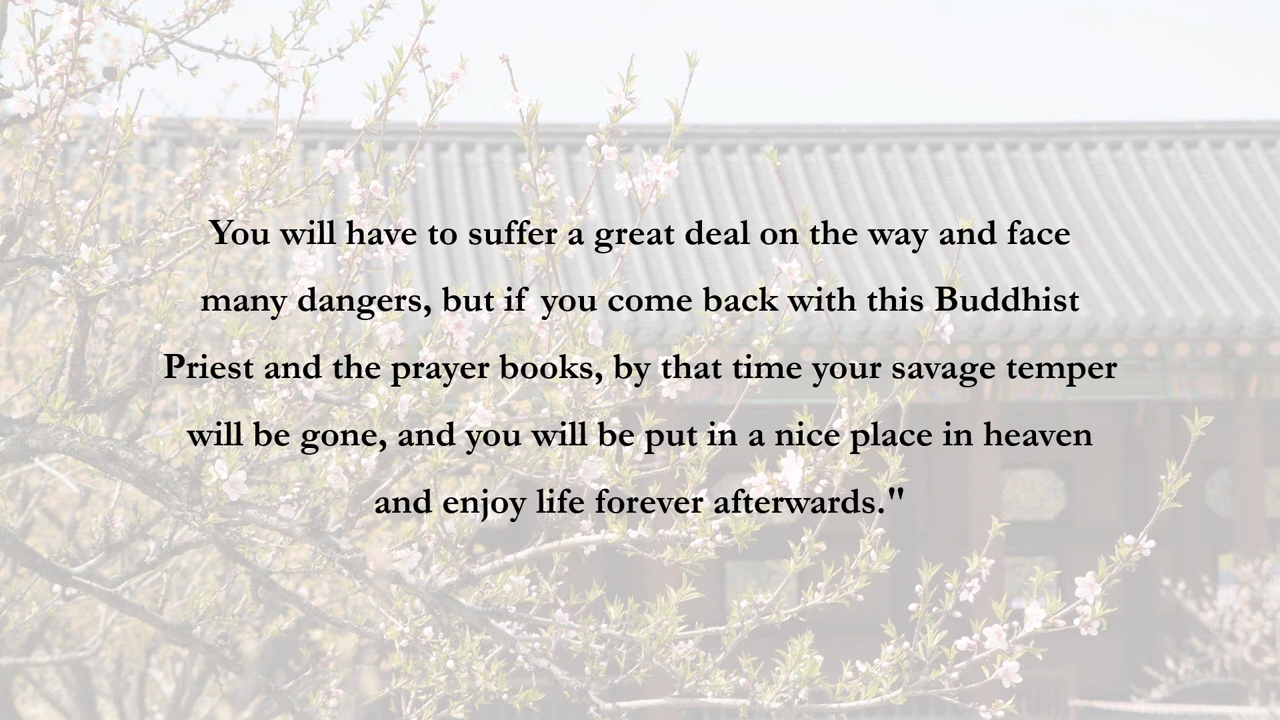 You will have to suffer a great deal on the way and face
many dangers, but if you come back with this Buddhist
Priest and the prayer books, by that time your savage temper
will be gone, and you will be put in a nice place in heaven
and enjoy life forever afterwards."